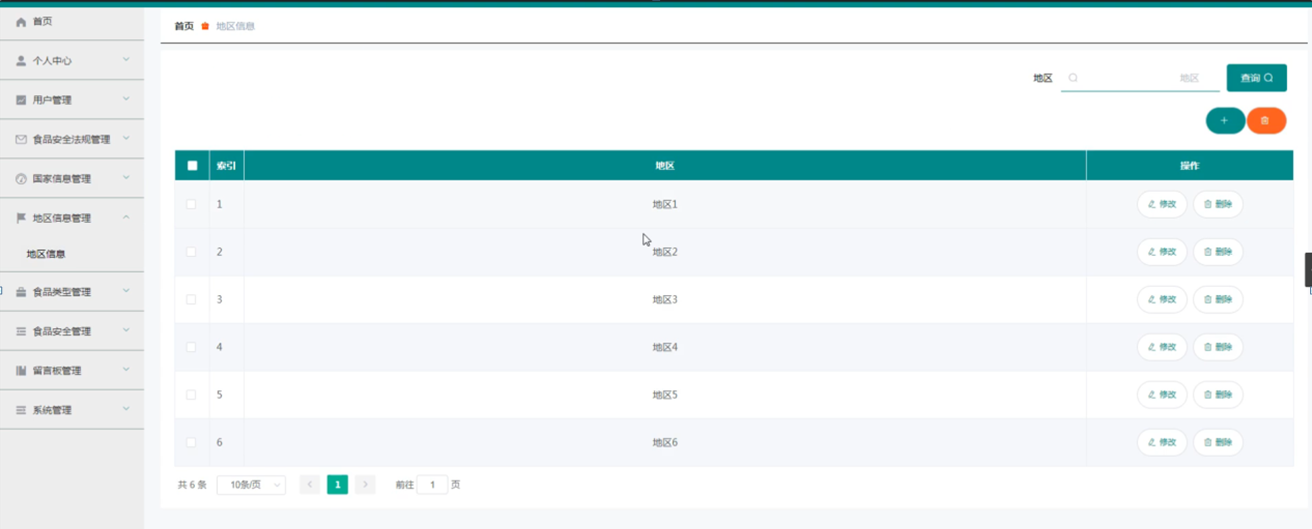 首页
个人中心
用户管理
食品安全法规管理
国家信息管理
地区信息管理
地区信息
食品类型管理
食品安全管理
留言板管理
系统管理
首页 地区信息
地区 地区 查询
+
索引 地区 操作
1 地区1 修改 删除
2 地区2 修改 删除
3 地区3 修改 删除
4 地区4 修改 删除
5 地区5 修改 删除
6 地区6 修改 删除
共 6 条 10条/页 < 1 > 前往 1 页